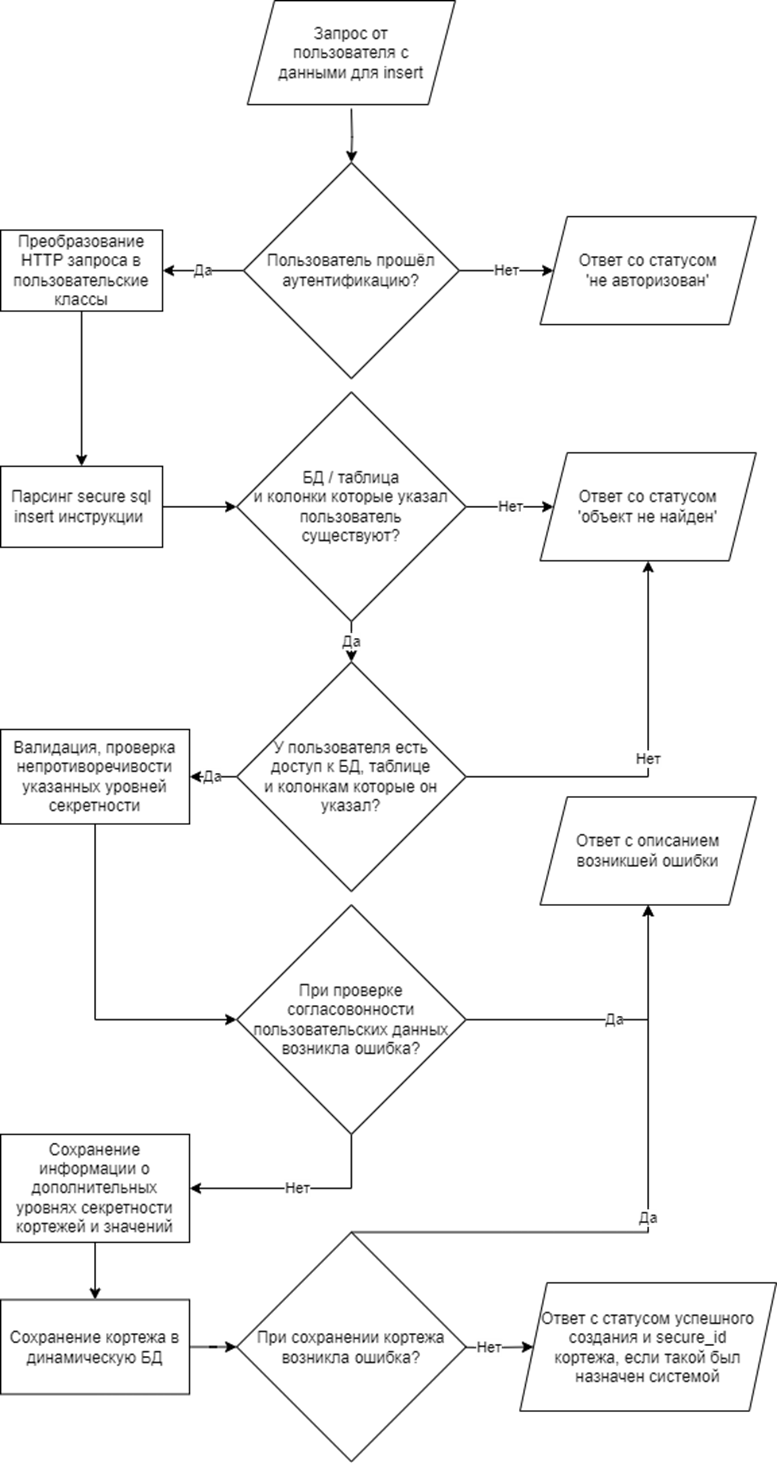 Запрос от
пользователя с
данными для insert
Пользователь прошёл
аутентификацию?
Да
Нет
Преобразование
HTTP запроса в
пользовательские
классы
Ответ со статусом
'не авторизован'
Парсинг secure sql
insert инструкции
БД / таблица
и колонки которые указал
пользователь
существуют?
Нет
Ответ со статусом
'объект не найден'
Да
У пользователя есть
доступ к БД, таблице
и колонкам которые он
указал?
Да
Нет
Валидация, проверка
непротиворечивости
указанных уровней
секретности
Ответ с описанием
возникшей ошибки
При проверке
согласовонности
пользовательских данных
возникла ошибка?
Да
Нет
Сохранение
информации о
дополнительных
уровнях секретности
кортежей и значений
Да
Сохранение кортежа в
динамическую БД
При сохранении кортежа
возникла ошибка?
Нет
Ответ с статусом успешного
создания и secure_id
кортежа, если такой был
назначен системой